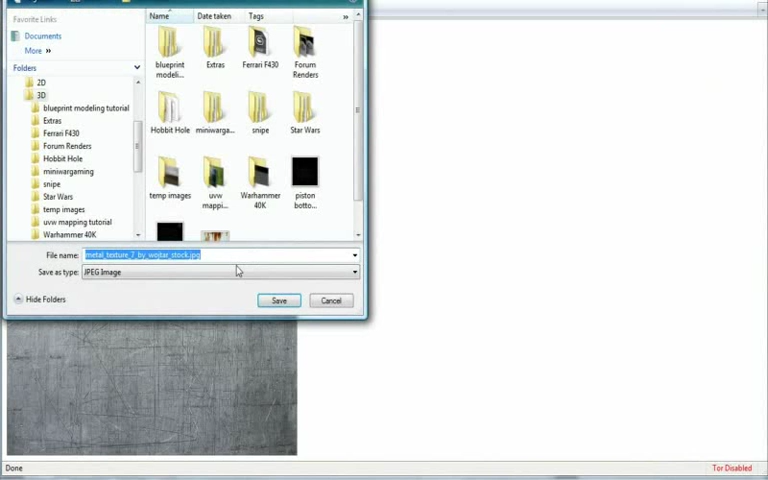 Favorite Links
Documents
More »
Folders
2D
3D
blueprint modeling tutorial
Extras
Ferrari F430
Forum Renders
Hobbit Hole
miniwargaming
snipe
Star Wars
temp images
uvw mapping tutorial
Warhammer 40K
Name Date taken Tags »
blueprint modeli... Extras Ferrari F430 Forum Renders
Hobbit Hole miniwarga... snipe Star Wars
temp images uvw mappi... Warhammer 40K piston botto...
File name: metal_texture_7_by_wojtar_stock.jpg
Save as type: JPEG Image
Hide Folders Save Cancel
Done Tor Disabled